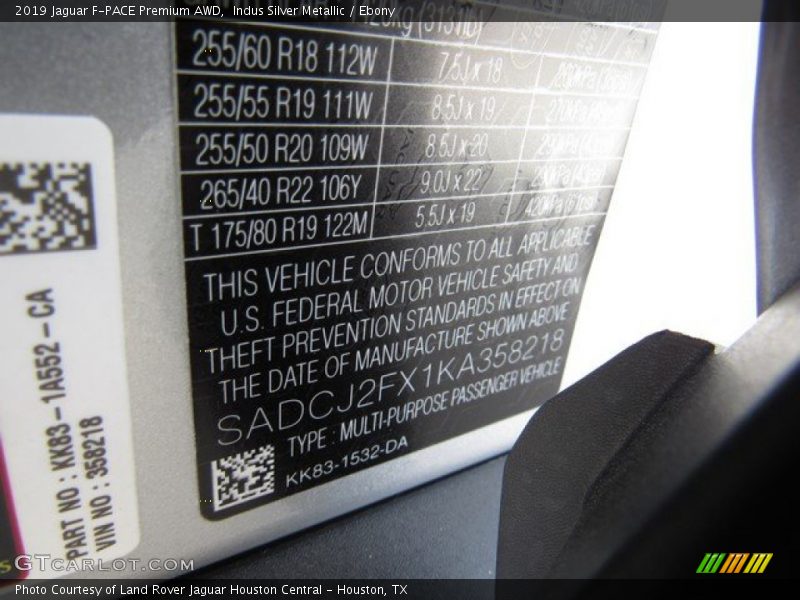 2019 Jaguar F-PACE Premium AWD, Indus Silver Metallic / Ebony
255/60 R18 112W 7.5J x 18
255/55 R19 111W 8.5J x 19
255/50 R20 109W 8.5J x 20
265/40 R22 106Y 9.0J x 22
T 175/80 R19 122M 5.5J x 19
THIS VEHICLE CONFORMS TO ALL APPLICABLE
U.S. FEDERAL MOTOR VEHICLE SAFETY AND
THEFT PREVENTION STANDARDS IN EFFECT ON
THE DATE OF MANUFACTURE SHOWN ABOVE
SADCJ2FX1KA358218
TYPE : MULTI-PURPOSE PASSENGER VEHICLE
KK83-1532-DA
PART NO : KK83-1A552-CA
VIN NO : 358218
GTCarLot.com
Photo Courtesy of Land Rover Jaguar Houston Central - Houston, TX